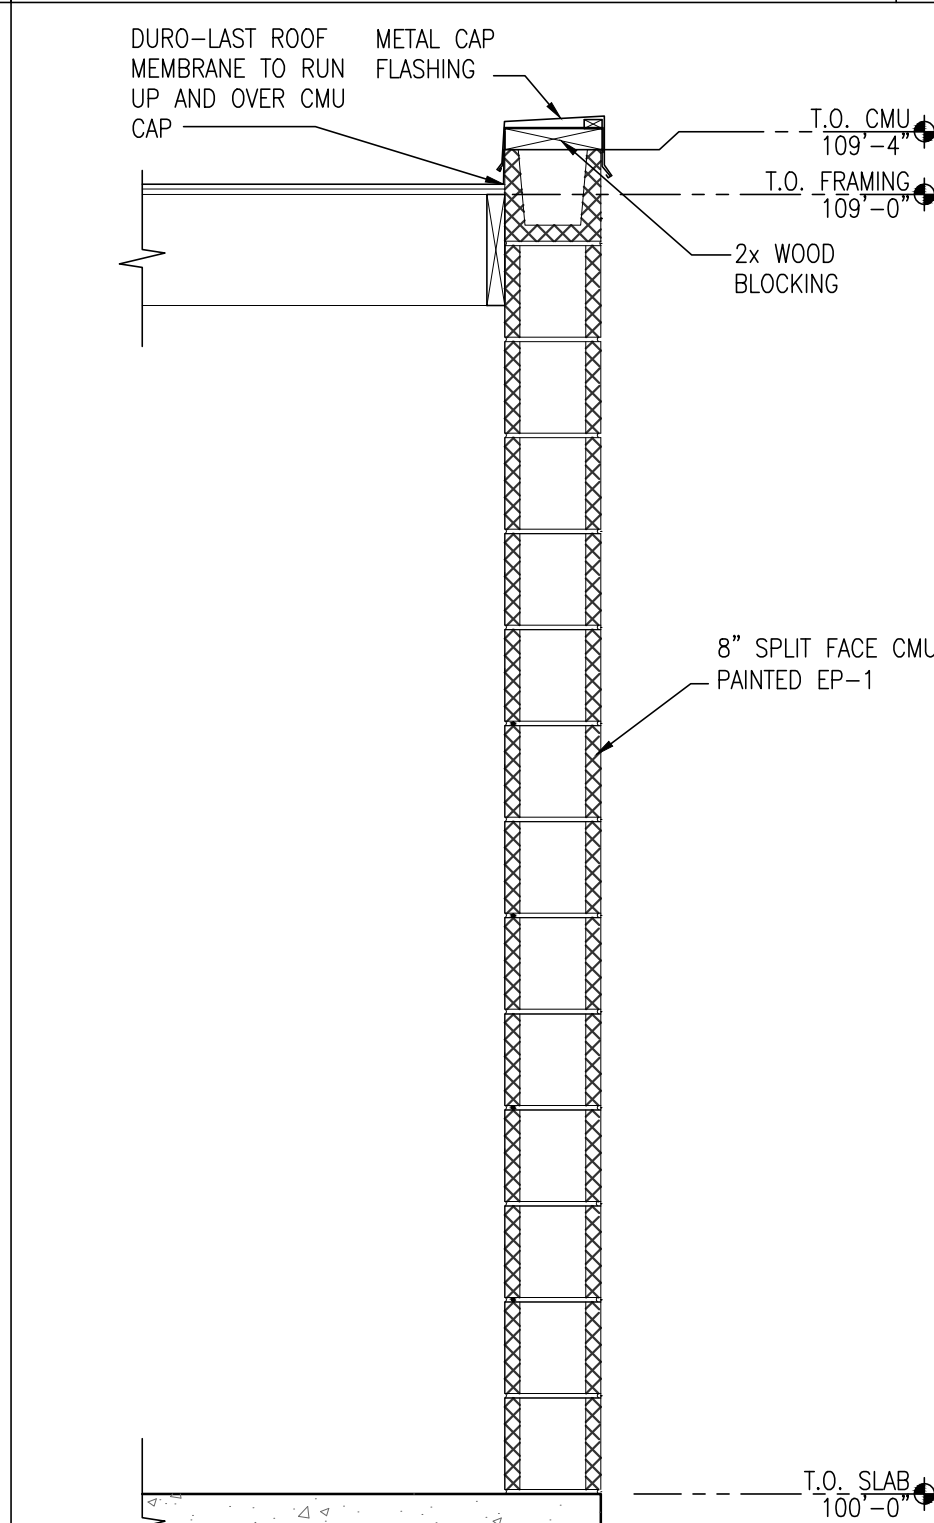 DURO-LAST ROOF
MEMBRANE TO RUN
UP AND OVER CMU
CAP
METAL CAP
FLASHING
T.O. CMU
109'-4"
T.O. FRAMING
109'-0"
2x WOOD
BLOCKING
8" SPLIT FACE CMU
PAINTED EP-1
T.O. SLAB
100'-0"